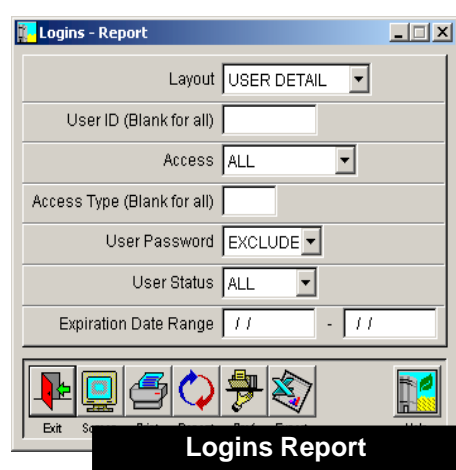 Logins - Report
Layout USER DETAIL
User ID (Blank for all)
Access ALL
Access Type (Blank for all)
User Password EXCLUDE
User Status ALL
Expiration Date Range / / - / /
Exit
Logins Report